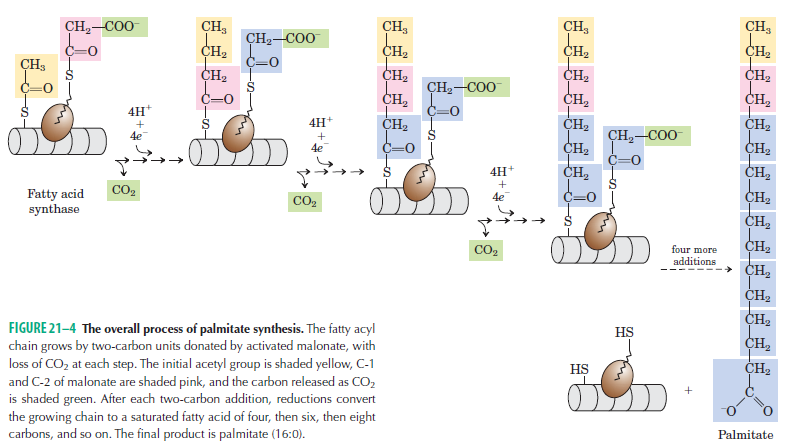 CH₂—COO⁻
C=O
CH₃
C=O
S
S
Fatty acid
synthase
4H⁺
+
4e⁻
CO₂
CH₃
CH₂
CH₂
C=O
S
CH₂—COO⁻
C=O
S
4H⁺
+
4e⁻
CO₂
CH₃
CH₂
CH₂
CH₂
CH₂
C=O
S
CH₂—COO⁻
C=O
S
4H⁺
+
4e⁻
CO₂
CH₃
CH₂
CH₂
CH₂
CH₂
CH₂
CH₂
C=O
S
CH₂—COO⁻
C=O
S
four more
additions
CH₃
CH₂
CH₂
CH₂
CH₂
CH₂
CH₂
CH₂
CH₂
CH₂
CH₂
CH₂
CH₂
CH₂
CH₂
C
⁻O O
Palmitate
HS
HS
+
FIGURE 21–4 The overall process of palmitate synthesis. The fatty acyl
chain grows by two-carbon units donated by activated malonate, with
loss of CO₂ at each step. The initial acetyl group is shaded yellow, C-1
and C-2 of malonate are shaded pink, and the carbon released as CO₂
is shaded green. After each two-carbon addition, reductions convert
the growing chain to a saturated fatty acid of four, then six, then eight
carbons, and so on. The final product is palmitate (16:0).